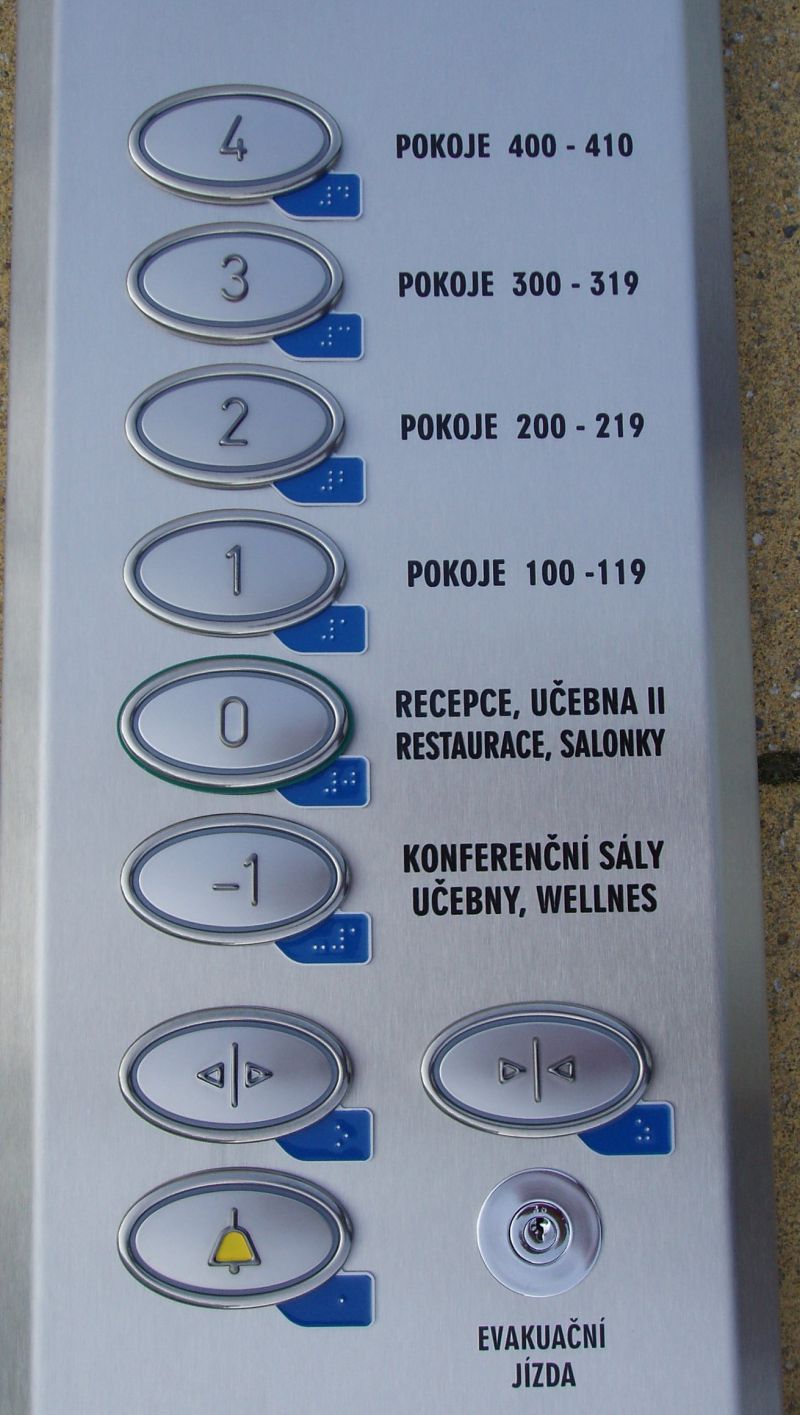 4 POKOJE 400 - 410
3 POKOJE 300 - 319
2 POKOJE 200 - 219
1 POKOJE 100 -119
0 RECEPCE, UČEBNA II
RESTAURACE, SALONKY
-1 KONFERENČNÍ SÁLY
UČEBNY, WELLNES
EVAKUAČNÍ
JÍZDA